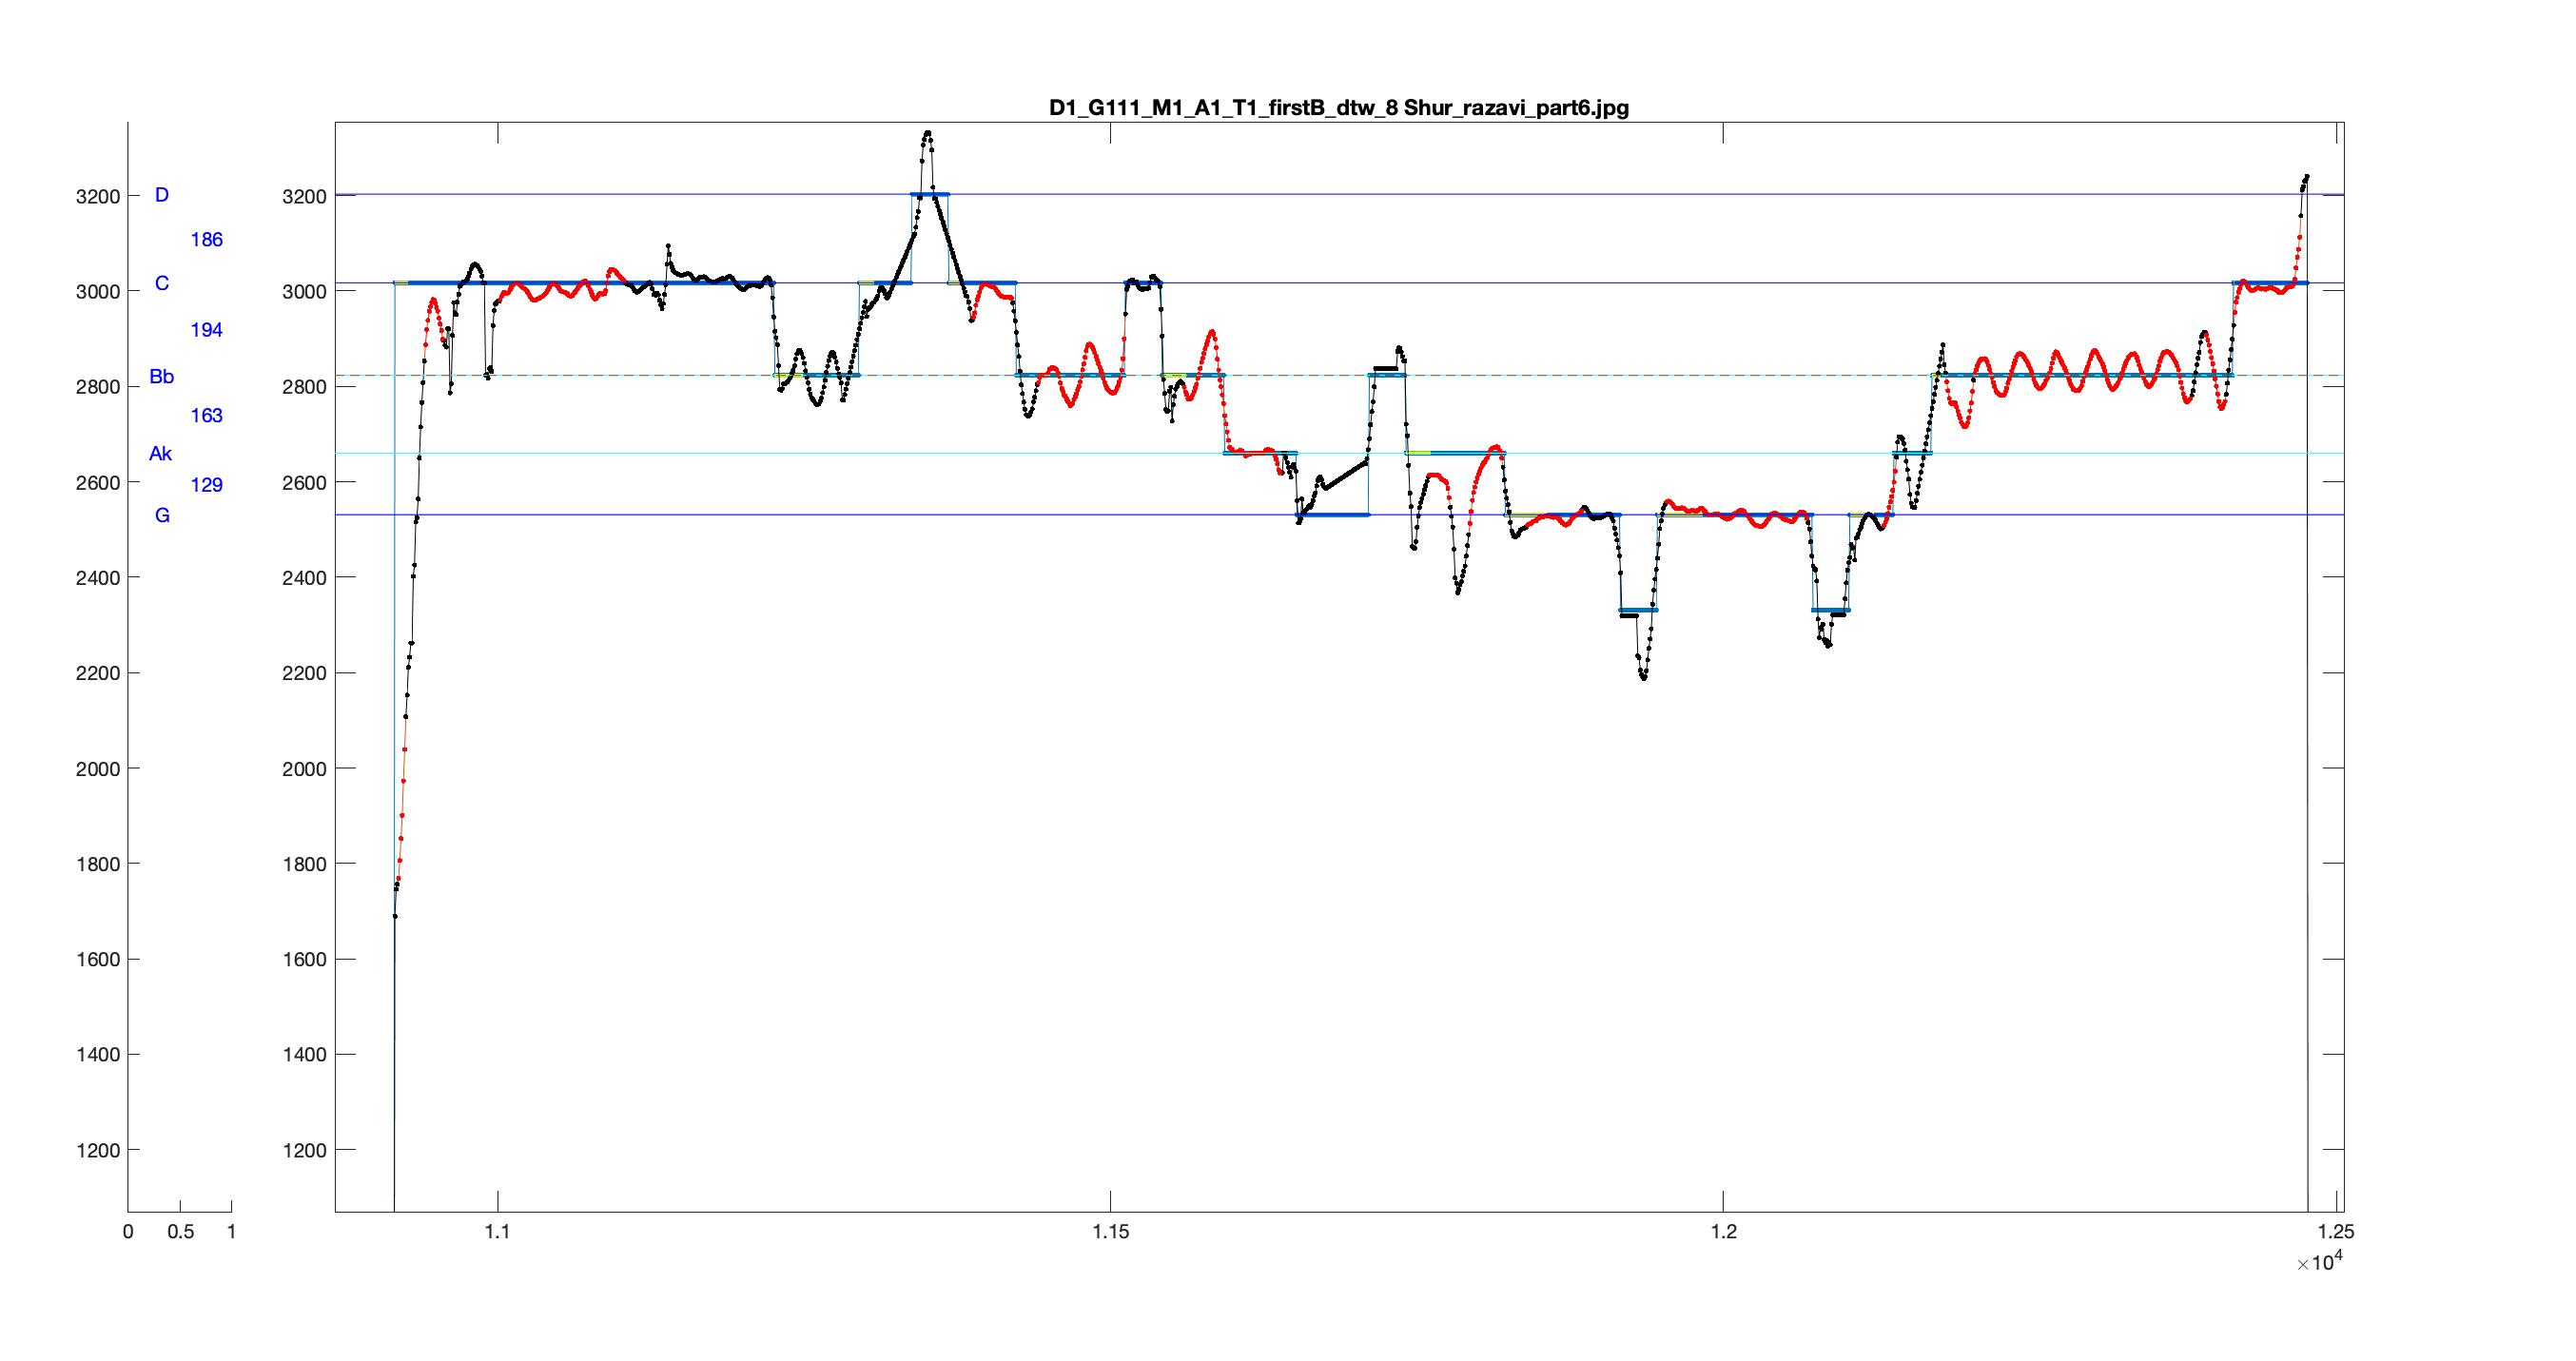 D1_G111_M1_A1_T1_firstB_dtw_8 Shur_razavi_part6.jpg
3200 D 3200
186
C
3000 3000
194
2800 Bb 2800
163
Ak
2600 129 2600
G
2400 2400
2200 2200
2000 2000
1800 1800
1600 1600
1400 1400
1200 1200
0 0.5 1 1.1 1.15 1.2 1.25
×10⁴